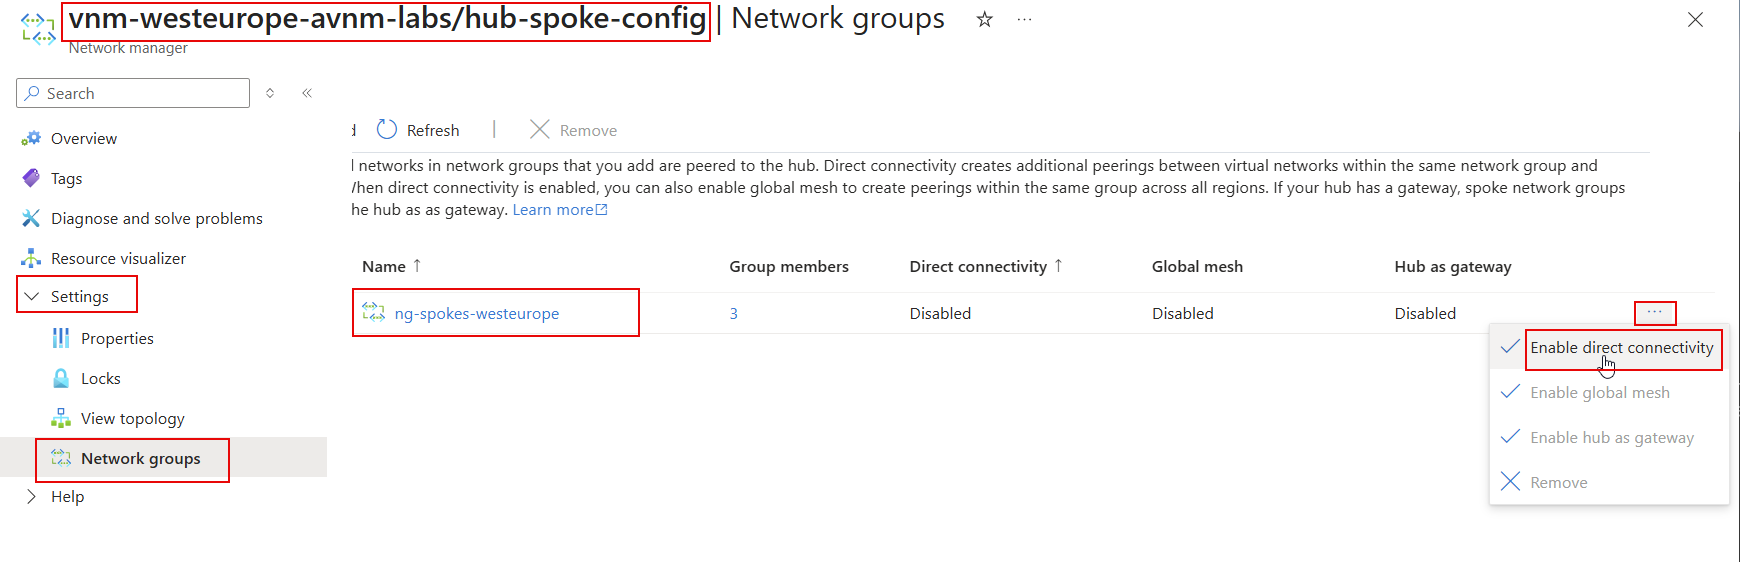 vnm-westeurope-avnm-labs/hub-spoke-config | Network groups ☆ ...
Network manager
Search
Overview
Tags
Diagnose and solve problems
Resource visualizer
Settings
Properties
Locks
View topology
Network groups
Help
Refresh | Remove
networks in network groups that you add are peered to the hub. Direct connectivity creates additional peerings between virtual networks within the same network group and
When direct connectivity is enabled, you can also enable global mesh to create peerings within the same group across all regions. If your hub has a gateway, spoke network groups
he hub as as gateway. Learn more
Name ↑ Group members Direct connectivity ↑ Global mesh Hub as gateway
ng-spokes-westeurope 3 Disabled Disabled Disabled ...
Enable direct connectivity
Enable global mesh
Enable hub as gateway
Remove